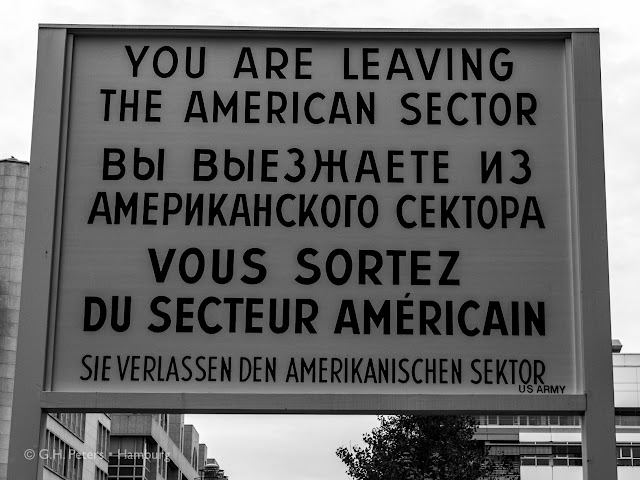 YOU ARE LEAVING
THE AMERICAN SECTOR
ВЫ ВЫЕЗЖАЕТЕ ИЗ
АМЕРИКАНСКОГО СЕКТОРА
VOUS SORTEZ
DU SECTEUR AMÉRICAIN
SIE VERLASSEN DEN AMERIKANISCHEN SEKTOR
US ARMY
© G.H. Peters • Hamburg